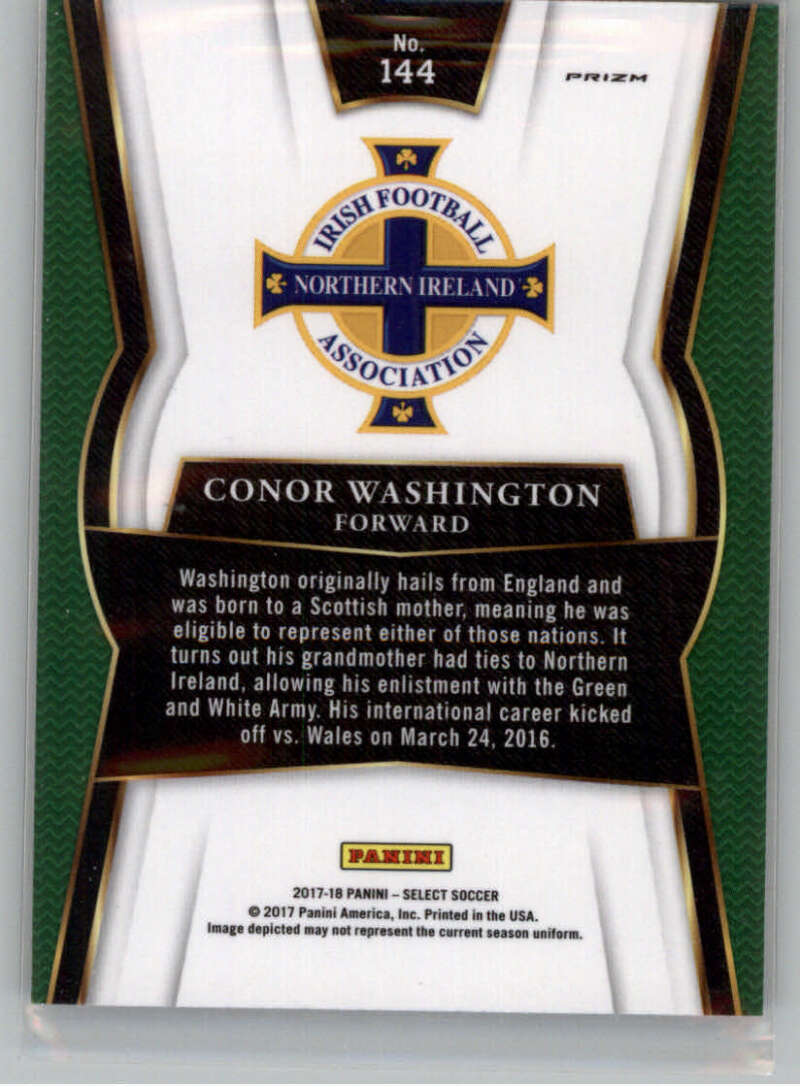 No.
144
PRIZM
IRISH FOOTBALL
NORTHERN IRELAND
ASSOCIATION
CONOR WASHINGTON
FORWARD
Washington originally hails from England and
was born to a Scottish mother, meaning he was
eligible to represent either of those nations. It
turns out his grandmother had ties to Northern
Ireland, allowing his enlistment with the Green
and White Army. His international career kicked
off vs. Wales on March 24, 2016.
PANINI
2017-18 PANINI – SELECT SOCCER
© 2017 Panini America, Inc. Printed in the USA.
Image depicted may not represent the current season uniform.